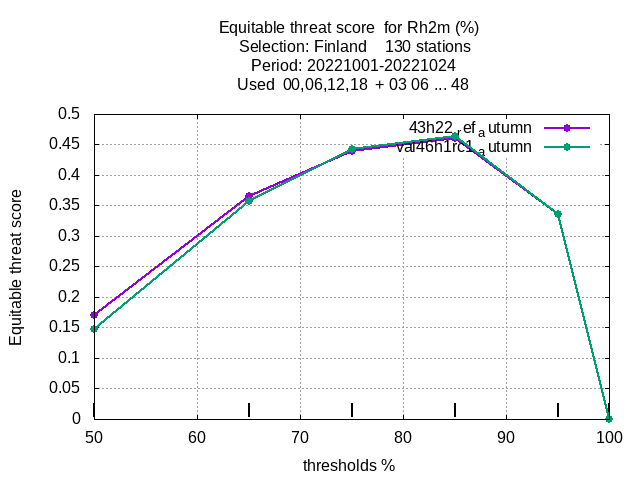 Equitable threat score for Rh2m (%)
Selection: Finland 130 stations
Period: 20221001-20221024
Used 00,06,12,18 + 03 06 ... 48
43h22_ref_autumn
val46h1rc1_autumn
0.5
0.45
0.4
0.35
0.3
0.25
0.2
0.15
0.1
0.05
0
Equitable threat score
50 60 70 80 90 100
thresholds %